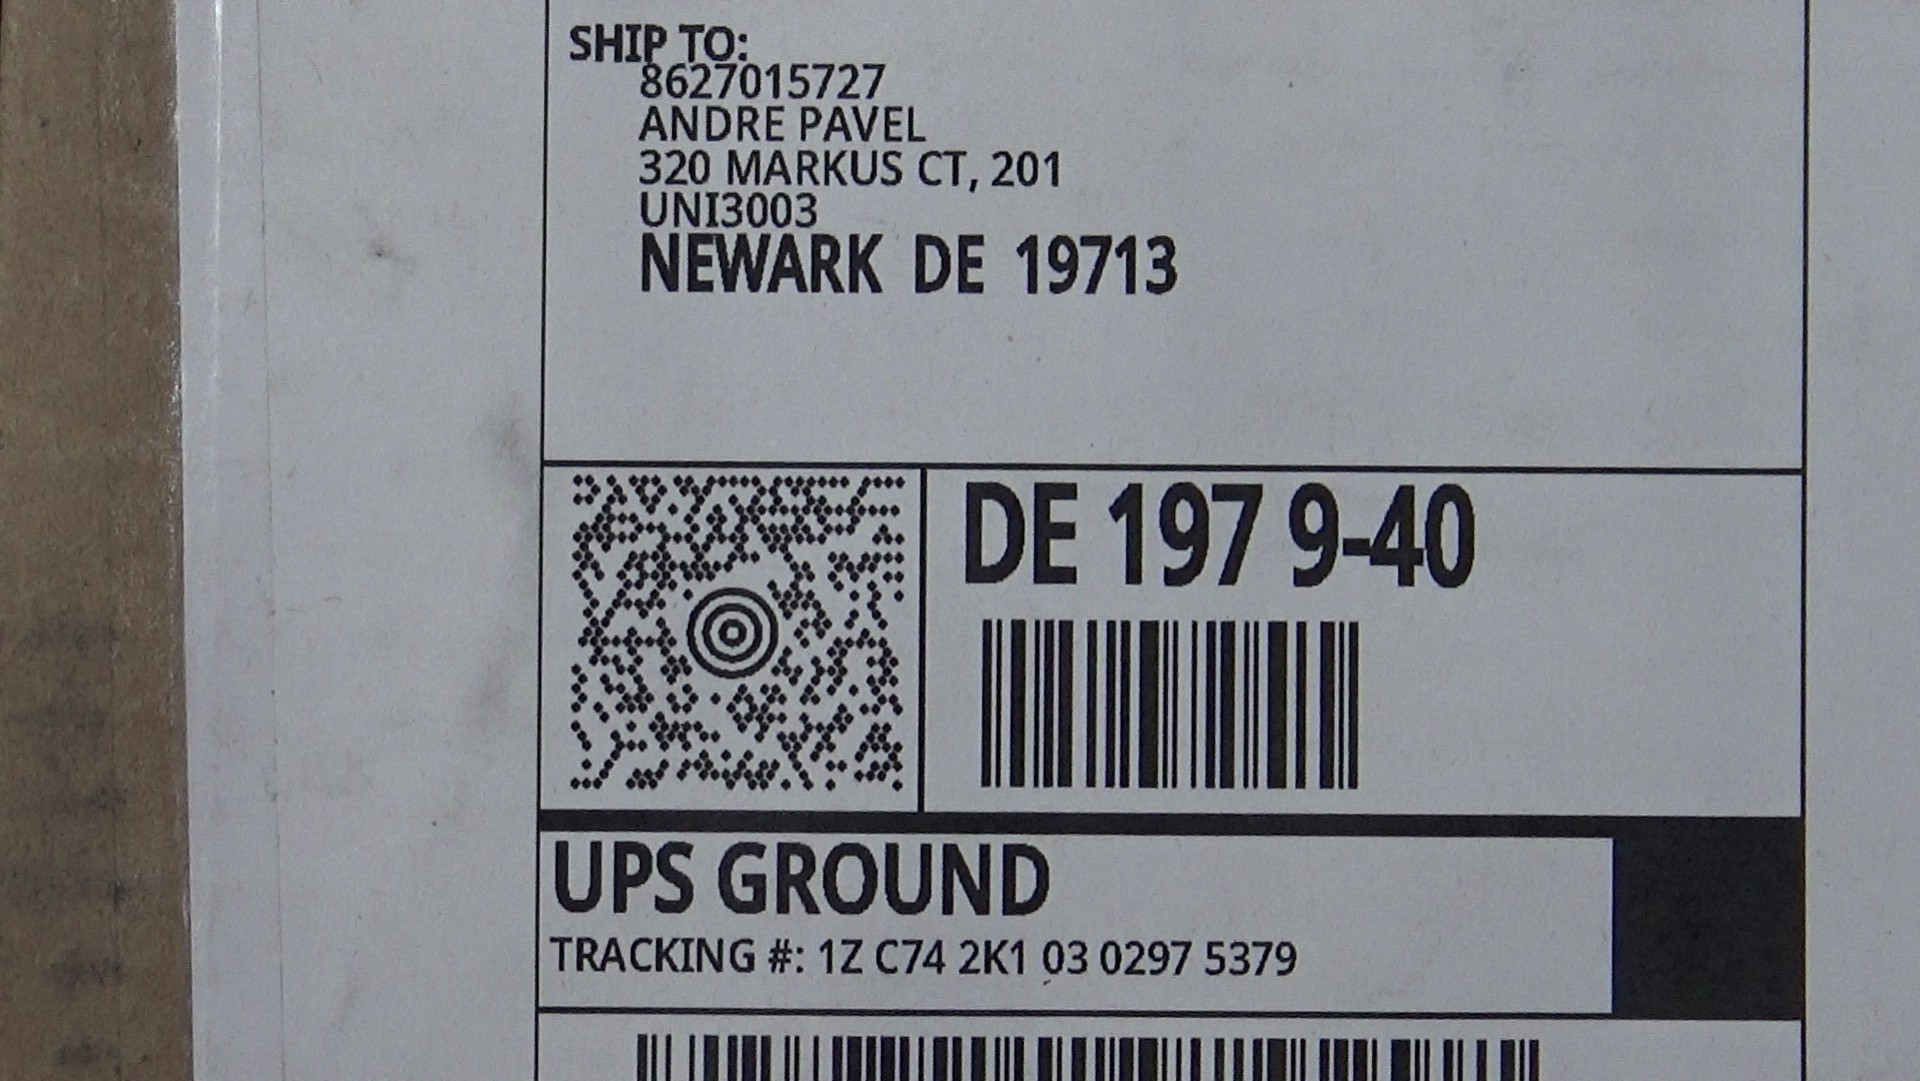 SHIP TO:
8627015727
ANDRE PAVEL
320 MARKUS CT, 201
UNI3003
NEWARK DE 19713
DE 197 9-40
UPS GROUND
TRACKING #: 1Z C74 2K1 03 0297 5379